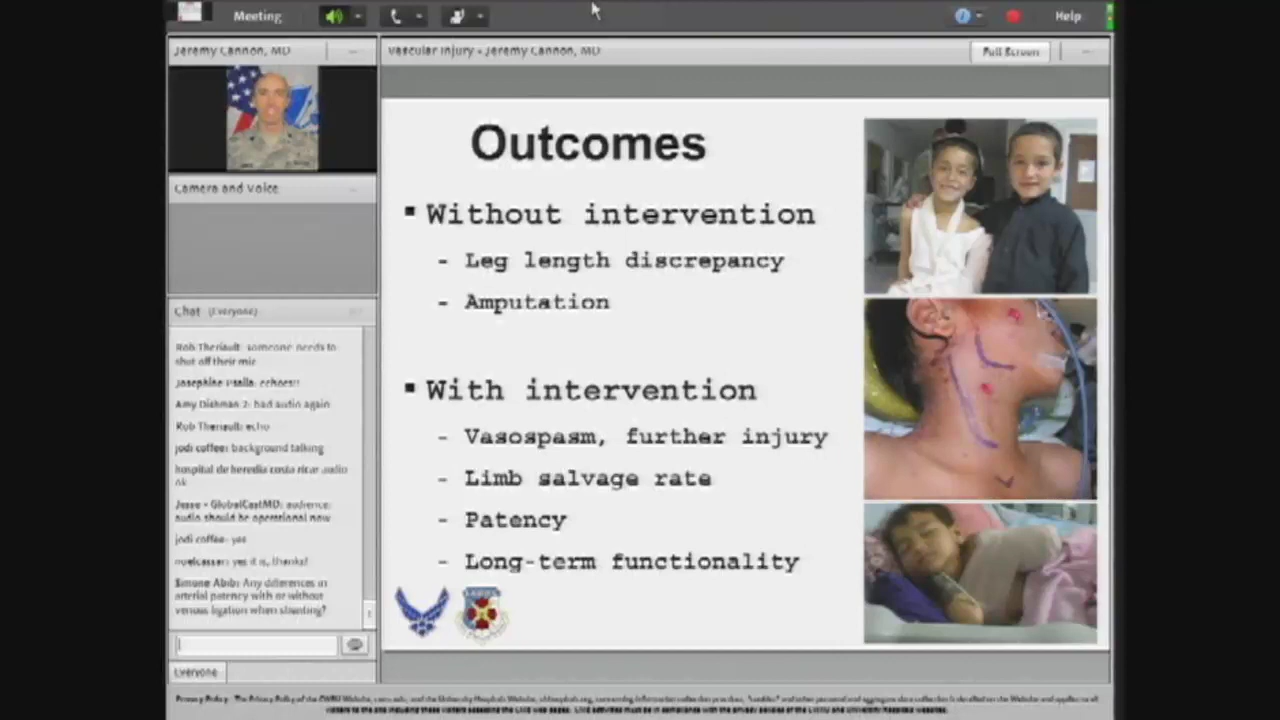 Meeting
Help
Jeremy Cannon, MD
Vascular Injury - Jeremy Cannon, MD
Full Screen
Camera and Voice
Chat (Everyone)
Rob Theriault: someone needs to
shut off their mic
echoes!!
Amy Dishman 2: bad audio again
Rob Theriault: echo
jodi coffee: background talking
hospital de heredia costa rica: audio
ok
Jesse - GlobalCastMD: audience:
audio should be operational now
jodi coffee: yes
noelcassar: yes it is, thanks!
Simone Abib: Any differences in
arterial patency with or without
venous ligation when shunting?
Everyone
Outcomes
▪ Without intervention
- Leg length discrepancy
- Amputation
▪ With intervention
- Vasospasm, further injury
- Limb salvage rate
- Patency
- Long-term functionality